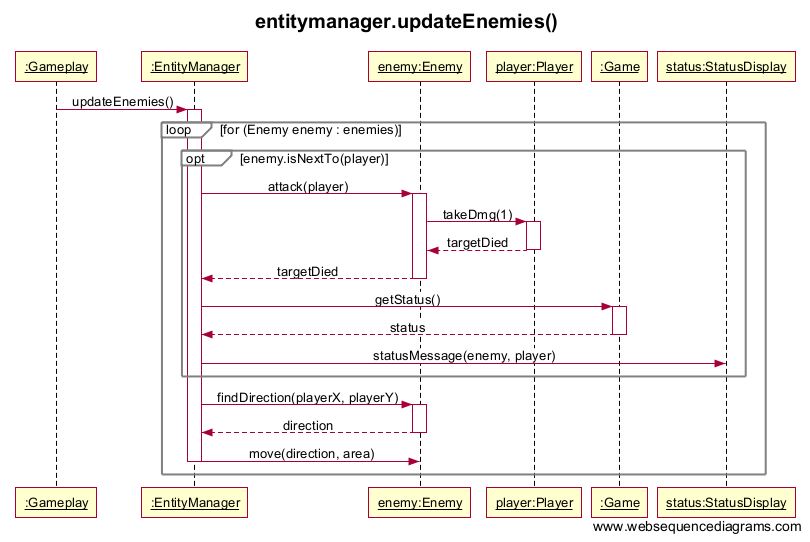 entitymanager.updateEnemies()
:Gameplay :EntityManager enemy:Enemy player:Player :Game status:StatusDisplay
updateEnemies()
loop [for (Enemy enemy : enemies)]
opt [enemy.isNextTo(player)]
attack(player)
takeDmg(1)
targetDied
targetDied
getStatus()
status
statusMessage(enemy, player)
findDirection(playerX, playerY)
direction
move(direction, area)
:Gameplay :EntityManager enemy:Enemy player:Player :Game status:StatusDisplay
www.websequencediagrams.com